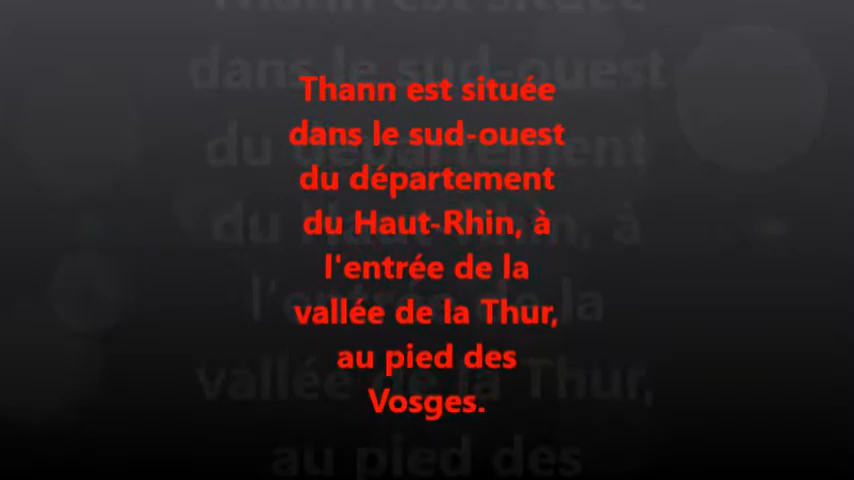 Thann est située
dans le sud-ouest
du département
du Haut-Rhin, à
l'entrée de la
vallée de la Thur,
au pied des
Vosges.